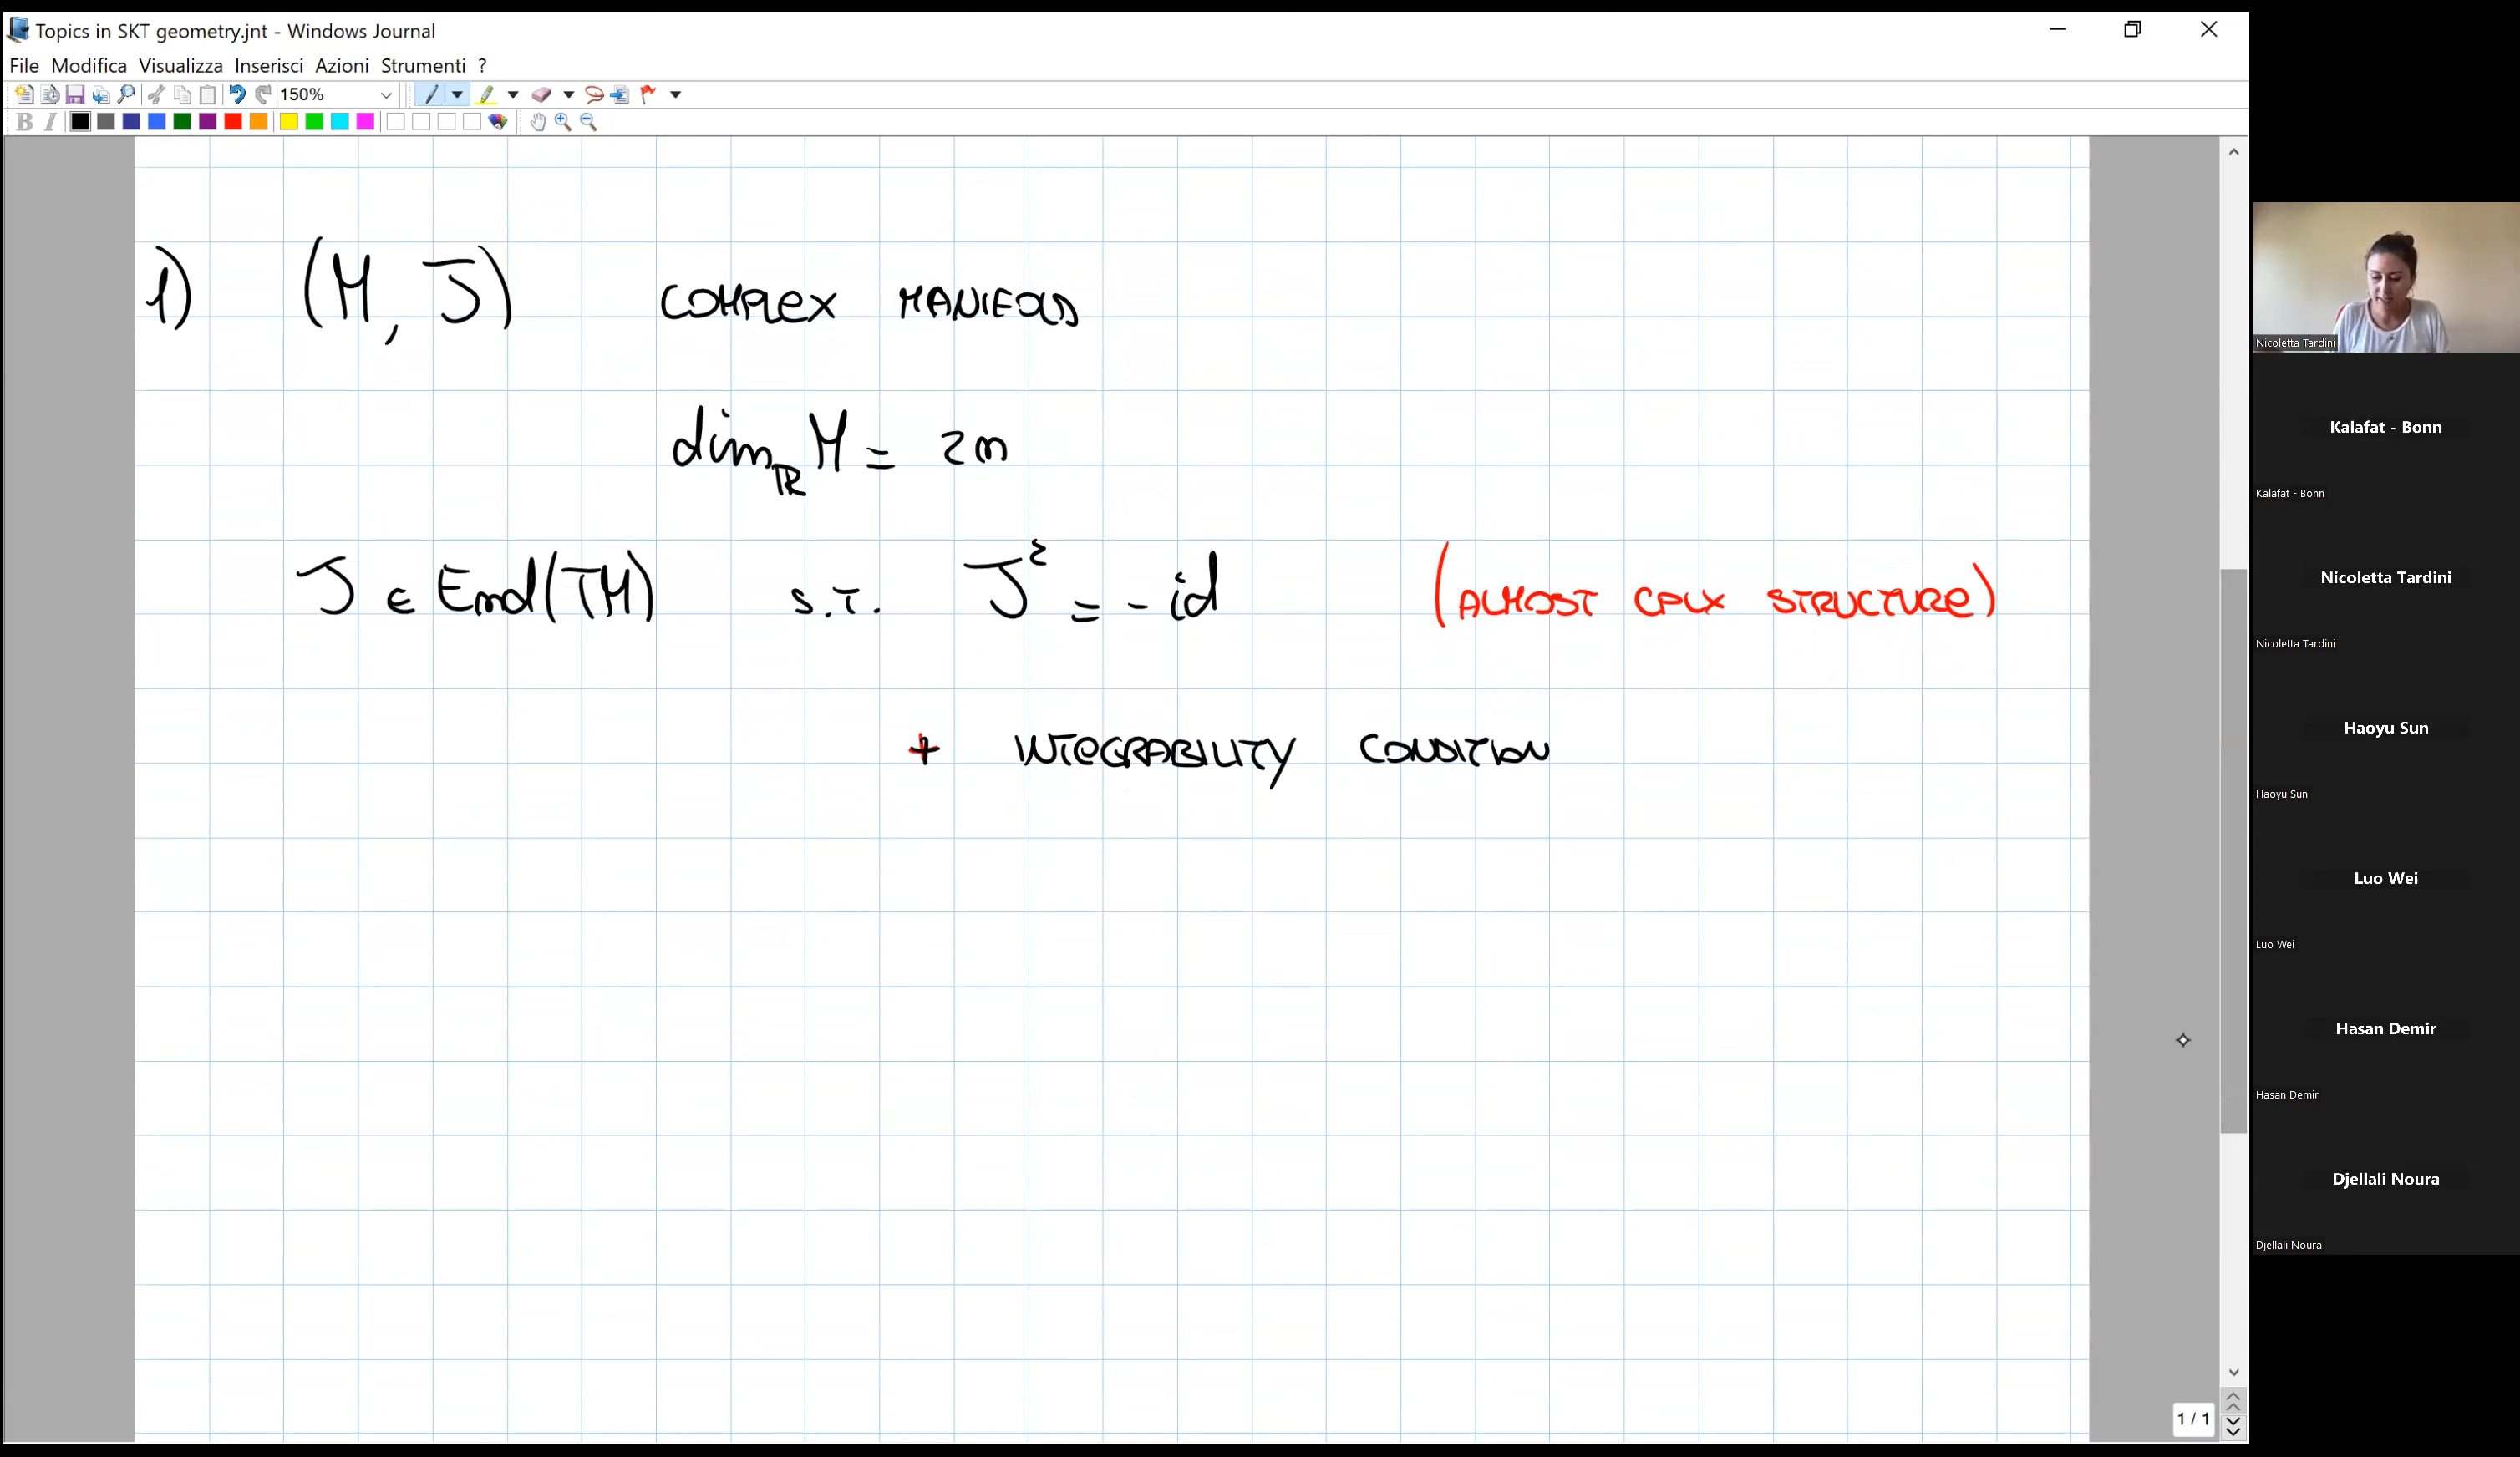 Topics in SKT geometry.jnt - Windows Journal
File Modifica Visualizza Inserisci Azioni Strumenti ?
150%
B I
1) (M, J) COMPLEX MANIFOLD
dim_ℝ M = 2n
J ∈ End(TM) s.t. J² = - id (ALMOST CPLX STRUCTURE)
+ INTEGRABILITY CONDITION
1 / 1
Nicoletta Tardini
Kalafat - Bonn
Kalafat - Bonn
Nicoletta Tardini
Nicoletta Tardini
Haoyu Sun
Haoyu Sun
Luo Wei
Luo Wei
Hasan Demir
Hasan Demir
Djellali Noura
Djellali Noura